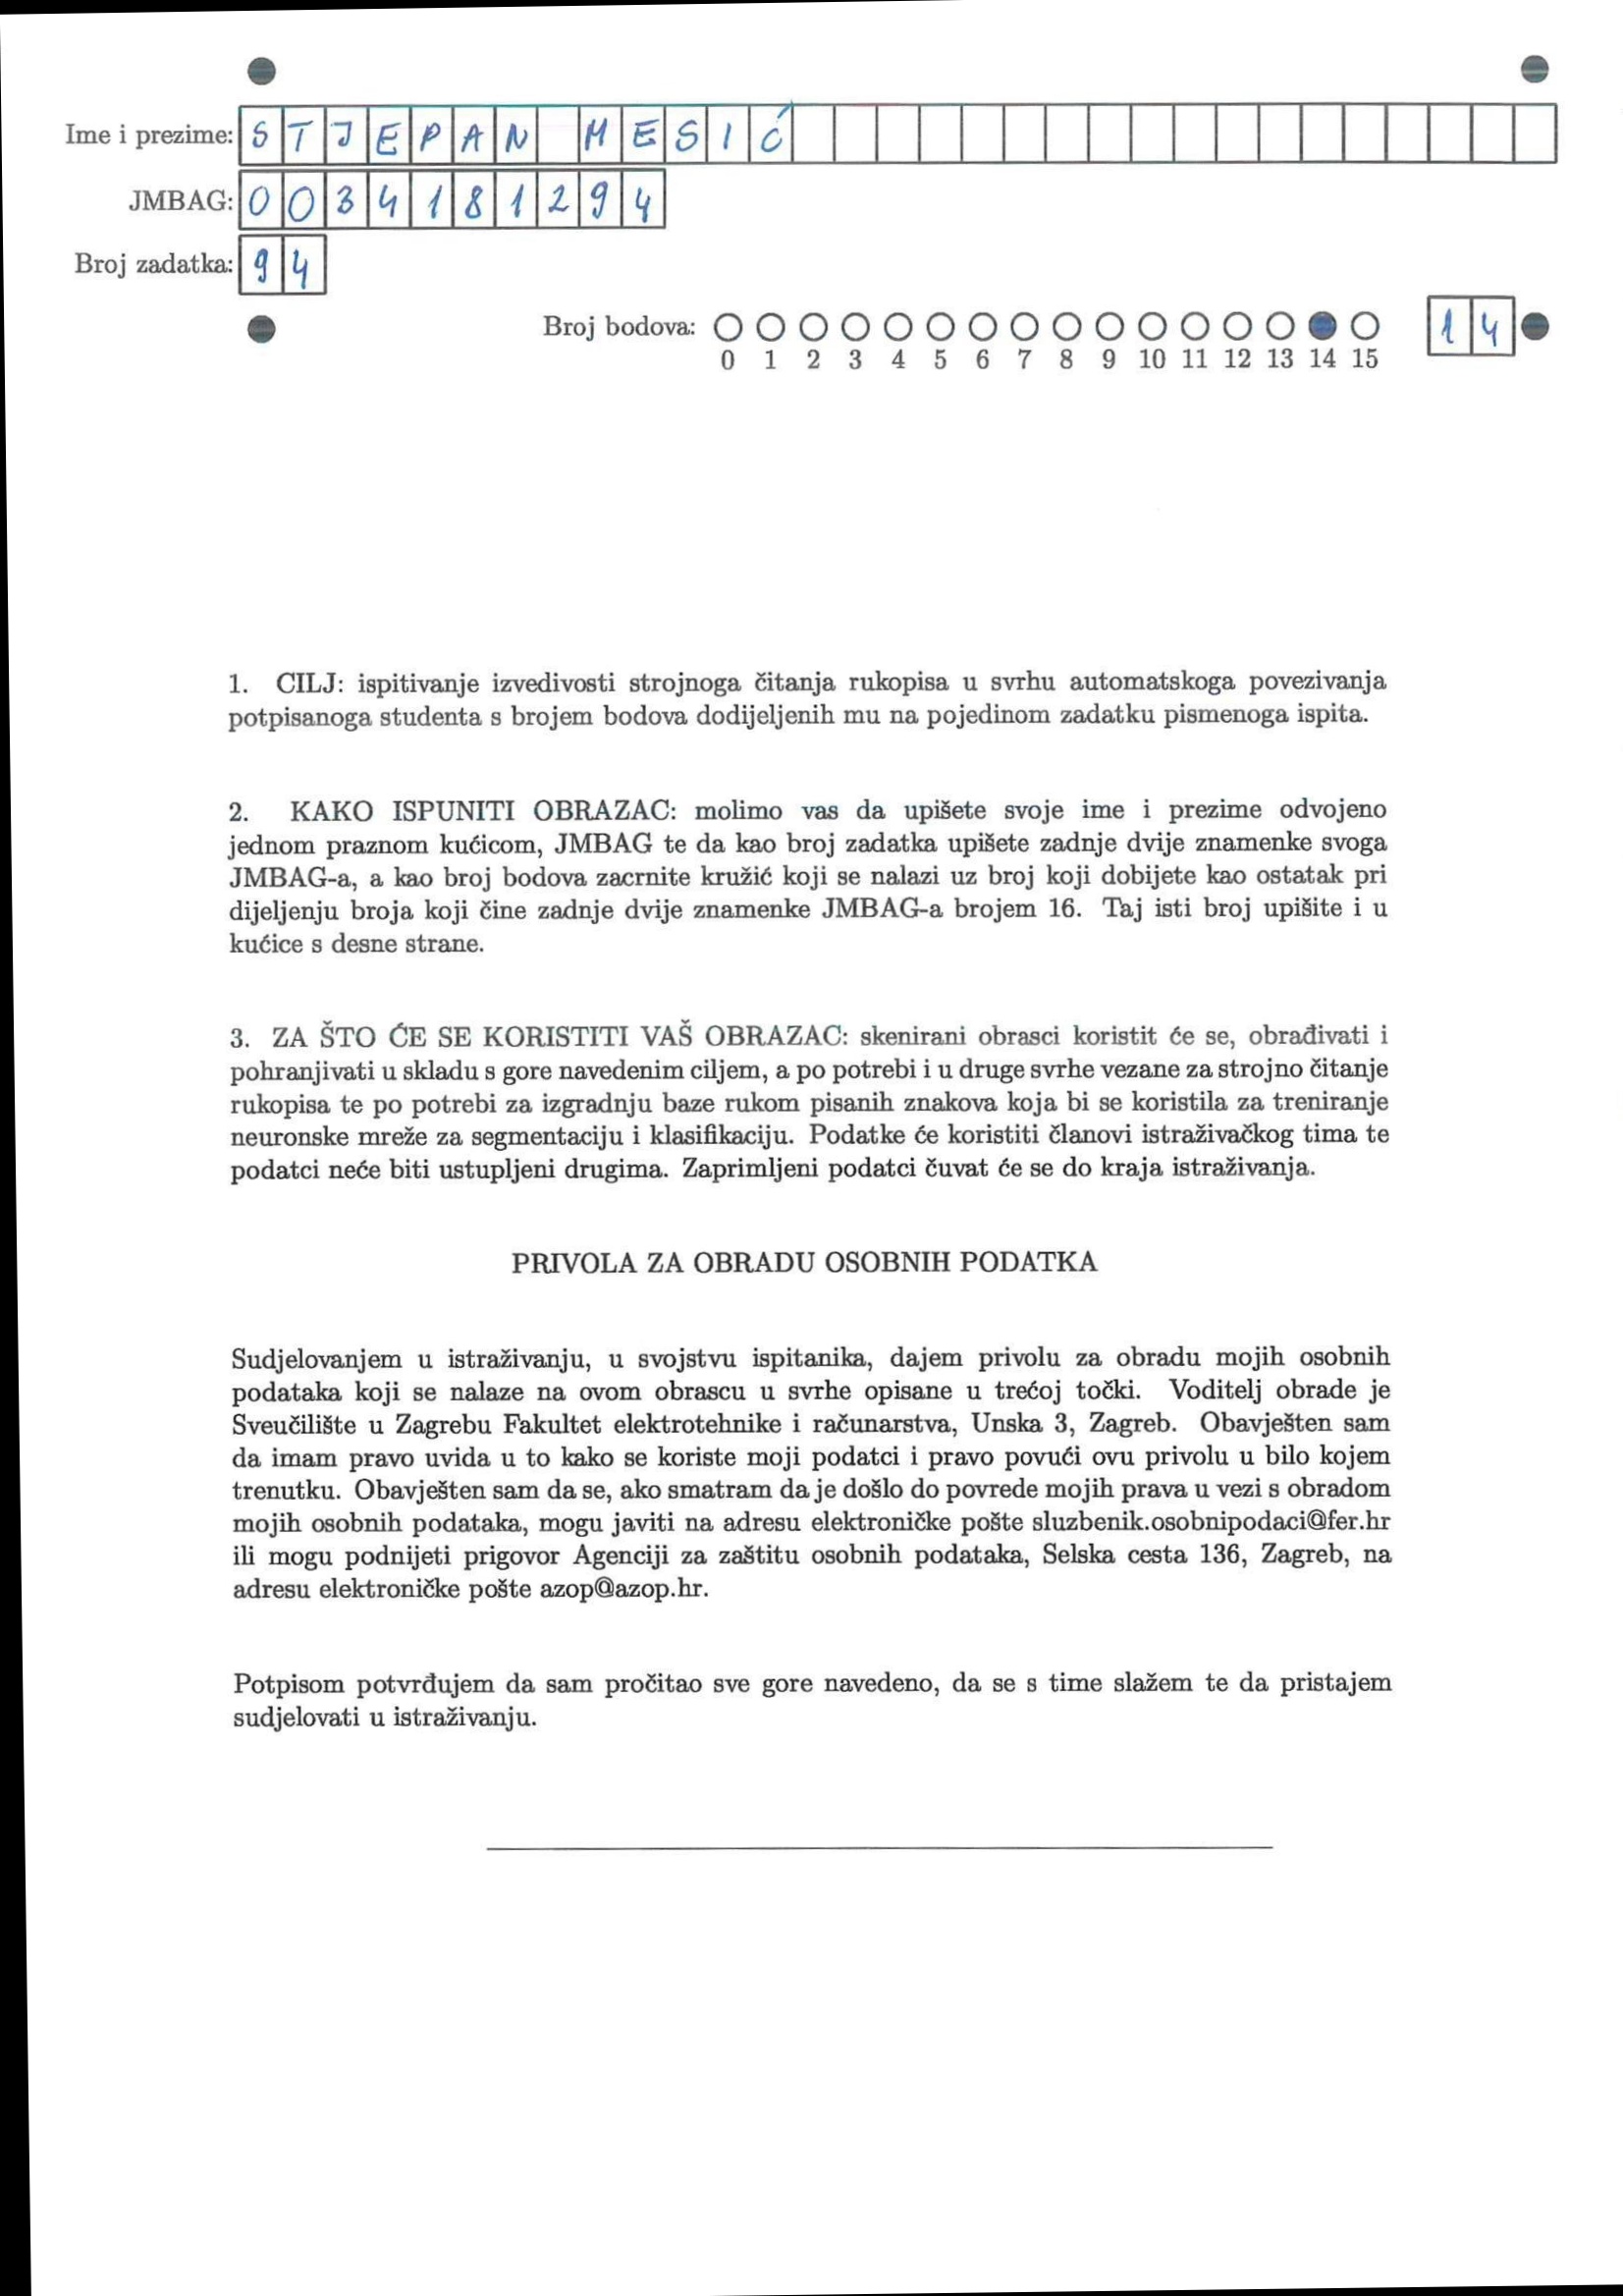 Ime i prezime: STJEPAN MESIĆ
JMBAG: 0034181294
Broj zadatka: 94
Broj bodova: 14
0 1 2 3 4 5 6 7 8 9 10 11 12 13 14 15
1. CILJ: ispitivanje izvedivosti strojnoga čitanja rukopisa u svrhu automatskoga povezivanja
potpisanoga studenta s brojem bodova dodijeljenih mu na pojedinom zadatku pismenoga ispita.
2. KAKO ISPUNITI OBRAZAC: molimo vas da upišete svoje ime i prezime odvojeno
jednom praznom kućicom, JMBAG te da kao broj zadatka upišete zadnje dvije znamenke svoga
JMBAG-a, a kao broj bodova zacrnite kružić koji se nalazi uz broj koji dobijete kao ostatak pri
dijeljenju broja koji čine zadnje dvije znamenke JMBAG-a brojem 16. Taj isti broj upišite i u
kućice s desne strane.
3. ZA ŠTO ĆE SE KORISTITI VAŠ OBRAZAC: skenirani obrasci koristit će se, obrađivati i
pohranjivati u skladu s gore navedenim ciljem, a po potrebi i u druge svrhe vezane za strojno čitanje
rukopisa te po potrebi za izgradnju baze rukom pisanih znakova koja bi se koristila za treniranje
neuronske mreže za segmentaciju i klasifikaciju. Podatke će koristiti članovi istraživačkog tima te
podatci neće biti ustupljeni drugima. Zaprimljeni podatci čuvat će se do kraja istraživanja.
PRIVOLA ZA OBRADU OSOBNIH PODATKA
Sudjelovanjem u istraživanju, u svojstvu ispitanika, dajem privolu za obradu mojih osobnih
podataka koji se nalaze na ovom obrascu u svrhe opisane u trećoj točki. Voditelj obrade je
Sveučilište u Zagrebu Fakultet elektrotehnike i računarstva, Unska 3, Zagreb. Obavješten sam
da imam pravo uvida u to kako se koriste moji podatci i pravo povući ovu privolu u bilo kojem
trenutku. Obavješten sam da se, ako smatram da je došlo do povrede mojih prava u vezi s obradom
mojih osobnih podataka, mogu javiti na adresu elektroničke pošte sluzbenik.osobnipodaci@fer.hr
ili mogu podnijeti prigovor Agenciji za zaštitu osobnih podataka, Selska cesta 136, Zagreb, na
adresu elektroničke pošte azop@azop.hr.
Potpisom potvrđujem da sam pročitao sve gore navedeno, da se s time slažem te da pristajem
sudjelovati u istraživanju.